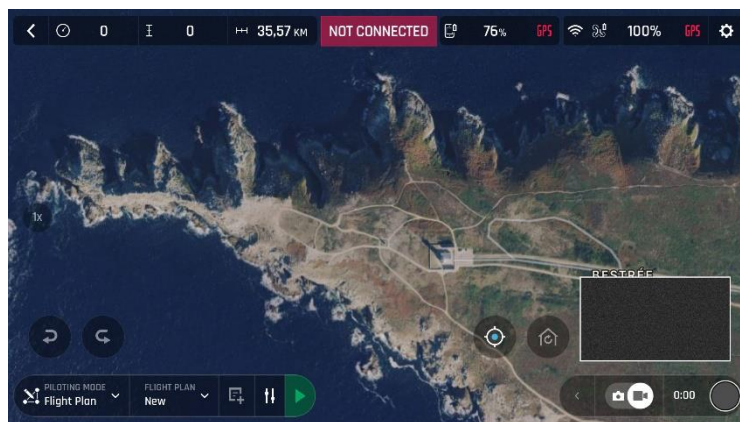 0
0
35,57 KM
NOT CONNECTED
76%
GPS
100%
GPS
1x
BESTRÉE
PILOTING MODE
Flight Plan
FLIGHT PLAN
New
0:00